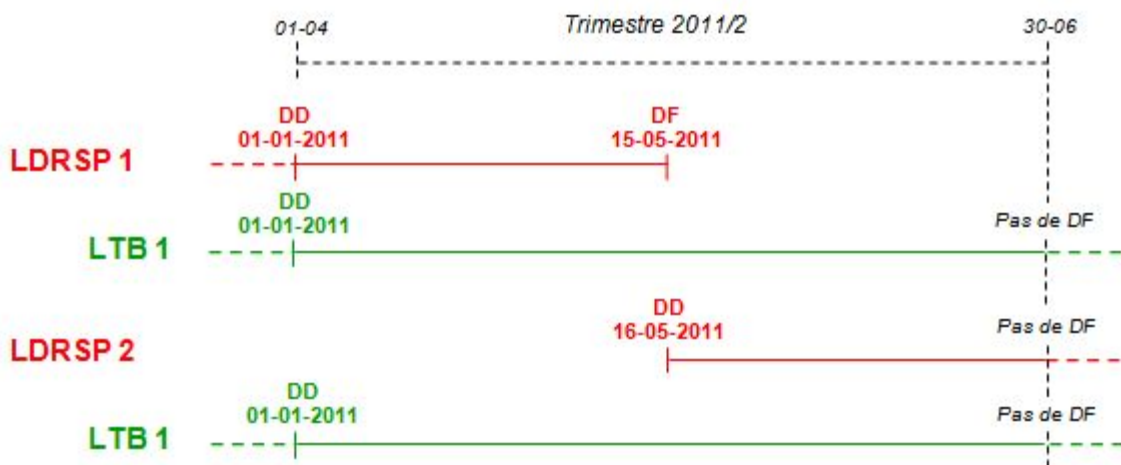 01-04
Trimestre 2011/2
30-06
DD
01-01-2011
DF
15-05-2011
LDRSP 1
DD
01-01-2011
Pas de DF
LTB 1
DD
16-05-2011
Pas de DF
LDRSP 2
DD
01-01-2011
Pas de DF
LTB 1